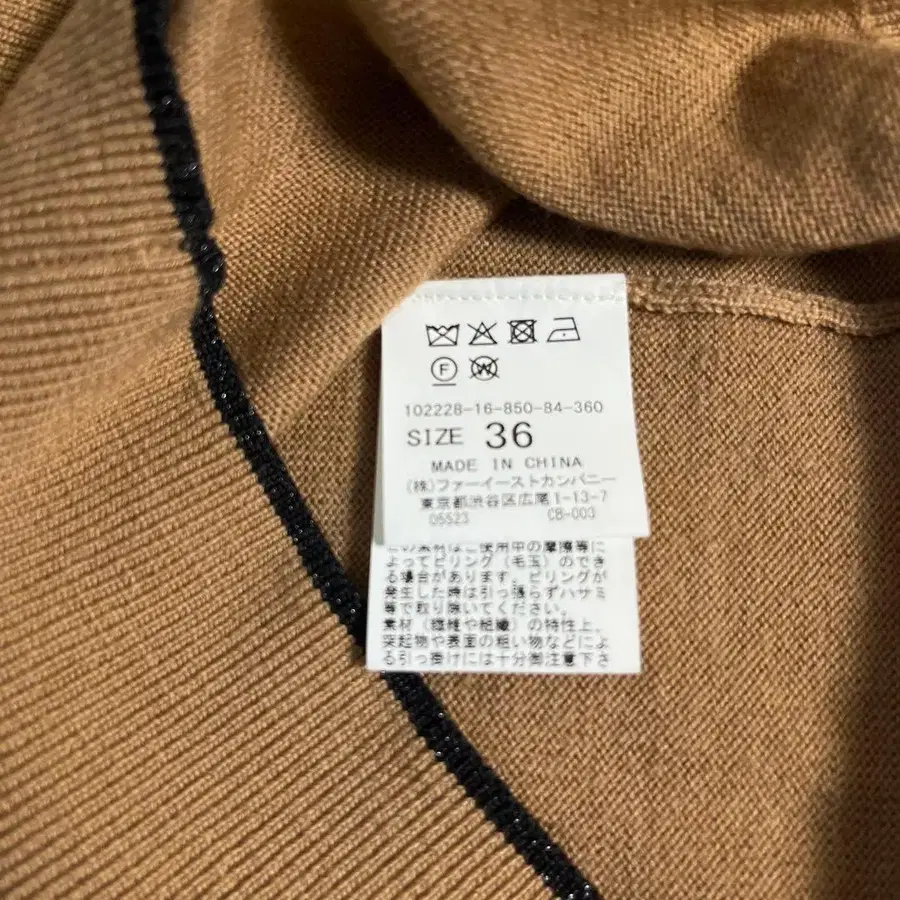 F W
102228-16-850-84-360
SIZE 36
MADE IN CHINA
(株)ファーイーストカンパニー
東京都渋谷区広尾1-13-7
05523 CB-003
この素材はご使用中の摩擦等に
よってピリング(毛玉)のでき
る場合があります。ピリングが
発生した時は引っ張らずハサミ
等で取り除いてください。
素材(繊維や組織)の特性上、
突起物や表面の粗い物などによ
る引っ掛けには十分御注意下さ